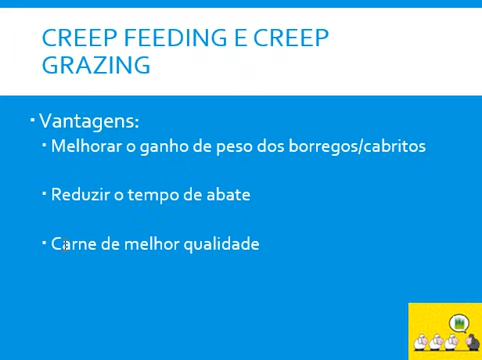 CREEP FEEDING E CREEP
GRAZING
Vantagens:
Melhorar o ganho de peso dos borregos/cabritos
Reduzir o tempo de abate
Carne de melhor qualidade